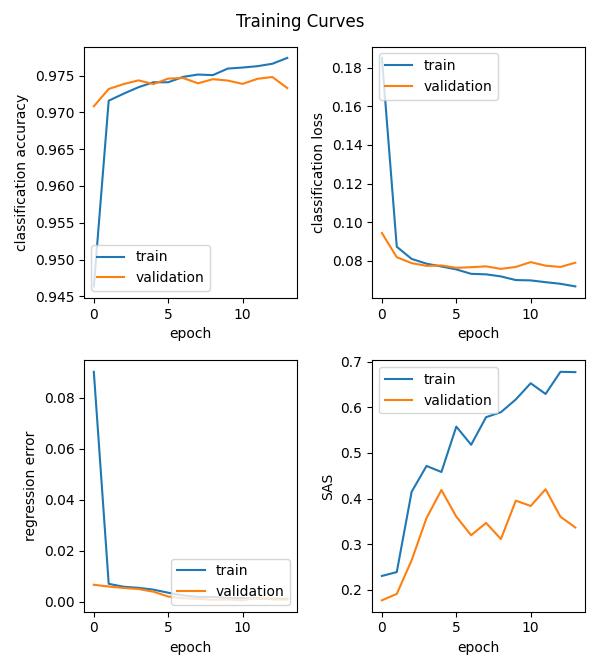 Training Curves
classification accuracy
0.975
0.970
0.965
0.960
0.955
0.950
0.945
train
validation
0
5
10
epoch
classification loss
0.18
0.16
0.14
0.12
0.10
0.08
train
validation
0
5
10
epoch
regression error
0.08
0.06
0.04
0.02
0.00
train
validation
0
5
10
epoch
SAS
0.7
0.6
0.5
0.4
0.3
0.2
train
validation
0
5
10
epoch